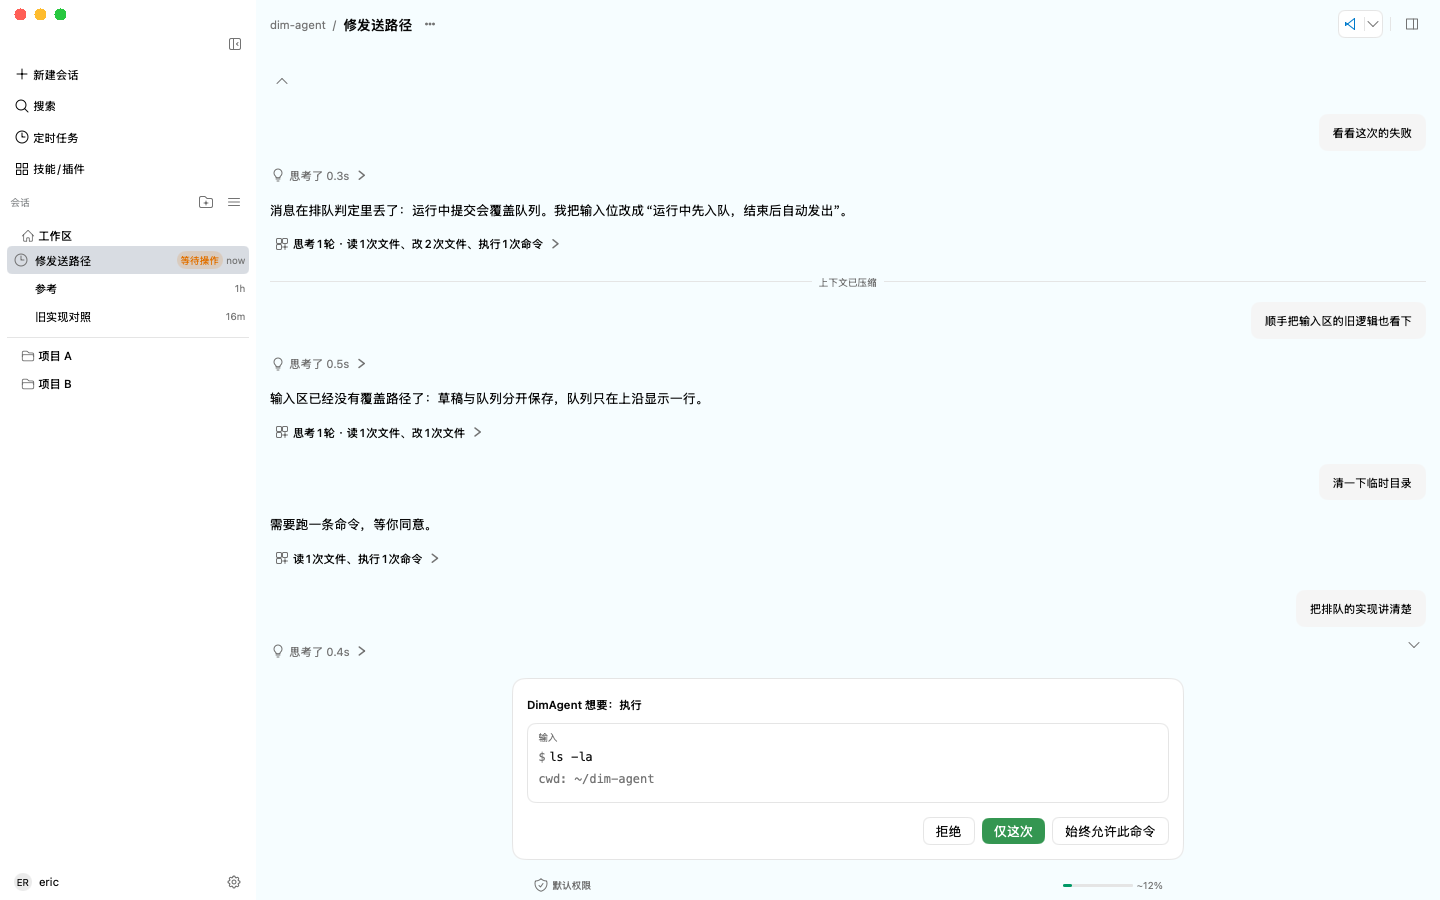 dim-agent / 修发送路径 ···
新建会话
搜索
定时任务
技能/插件
会话
工作区
修发送路径 等待操作 now
参考 1h
旧实现对照 16m
项目 A
项目 B
ER eric
看看这次的失败
思考了 0.3s
消息在排队判定里丢了：运行中提交会覆盖队列。我把输入位改成“运行中先入队，结束后自动发出”。
思考1轮 · 读1次文件、改2次文件、执行1次命令
上下文已压缩
顺手把输入区的旧逻辑也看下
思考了 0.5s
输入区已经没有覆盖路径了：草稿与队列分开保存，队列只在上沿显示一行。
思考1轮 · 读1次文件、改1次文件
清一下临时目录
需要跑一条命令，等你同意。
读1次文件、执行1次命令
把排队的实现讲清楚
思考了 0.4s
DimAgent 想要：执行
输入
$ ls -la
cwd: ~/dim-agent
拒绝 仅这次 始终允许此命令
默认权限 ~12%